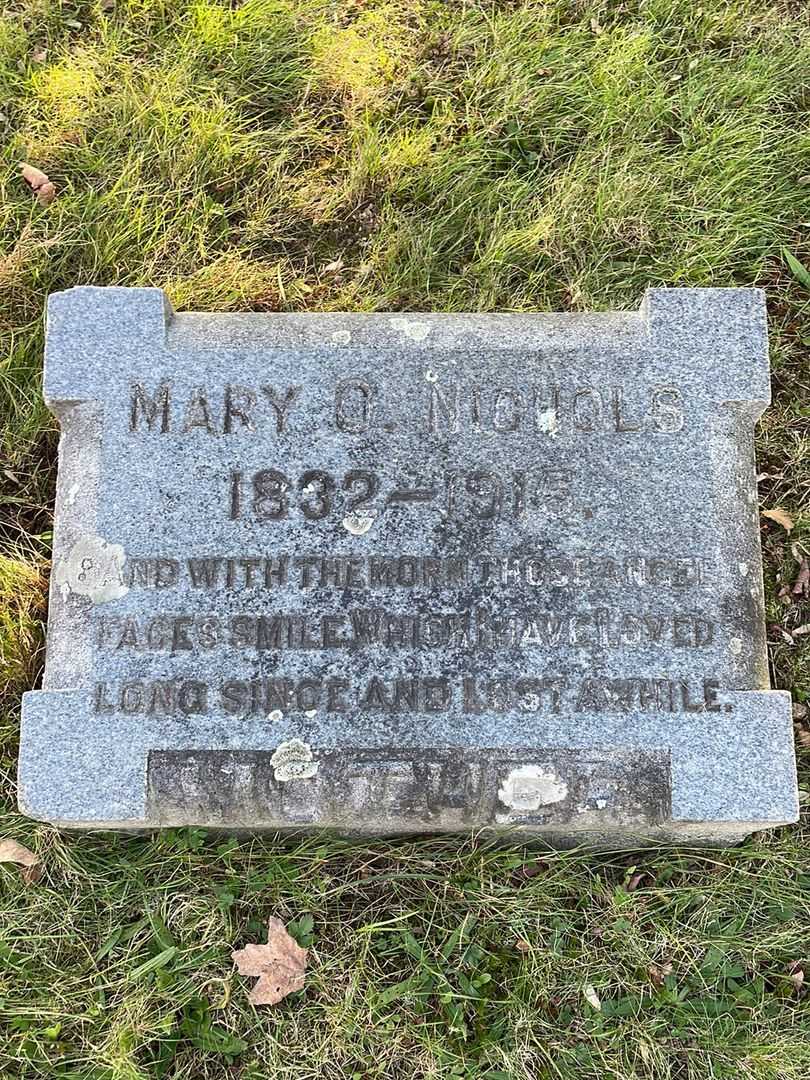 MARY O. NICHOLS
1832–1915.
"AND WITH THE MORN THOSE ANGEL
FACES SMILE, WHICH I HAVE LOVED
LONG SINCE AND LOST AWHILE.